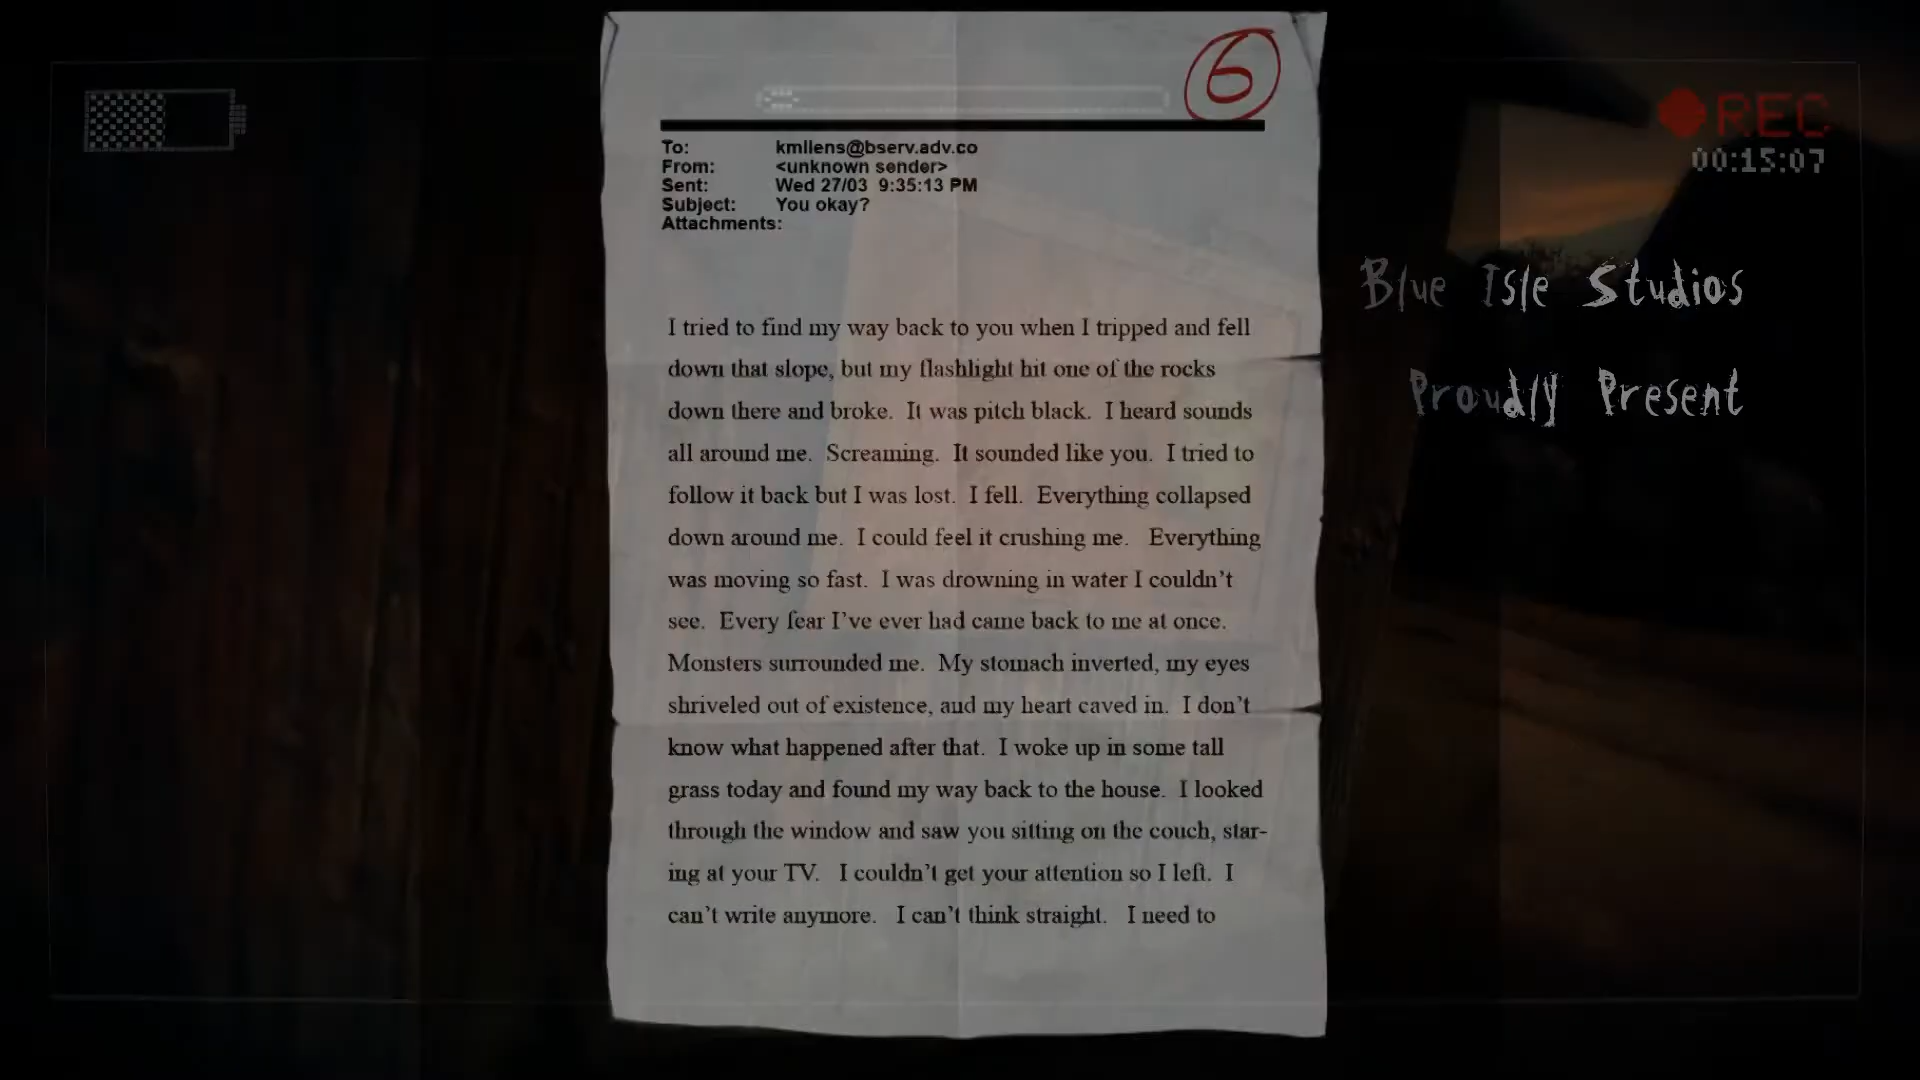 6
REC
00:15:07
To: kmllens@bserv.adv.co
From: <unknown sender>
Sent: Wed 27/03 9:35:13 PM
Subject: You okay?
Attachments:
Blue Isle Studios
Proudly Present
I tried to find my way back to you when I tripped and fell
down that slope, but my flashlight hit one of the rocks
down there and broke. It was pitch black. I heard sounds
all around me. Screaming. It sounded like you. I tried to
follow it back but I was lost. I fell. Everything collapsed
down around me. I could feel it crushing me. Everything
was moving so fast. I was drowning in water I couldn't
see. Every fear I've ever had came back to me at once.
Monsters surrounded me. My stomach inverted, my eyes
shriveled out of existence, and my heart caved in. I don't
know what happened after that. I woke up in some tall
grass today and found my way back to the house. I looked
through the window and saw you sitting on the couch, star-
ing at your TV. I couldn't get your attention so I left. I
can't write anymore. I can't think straight. I need to